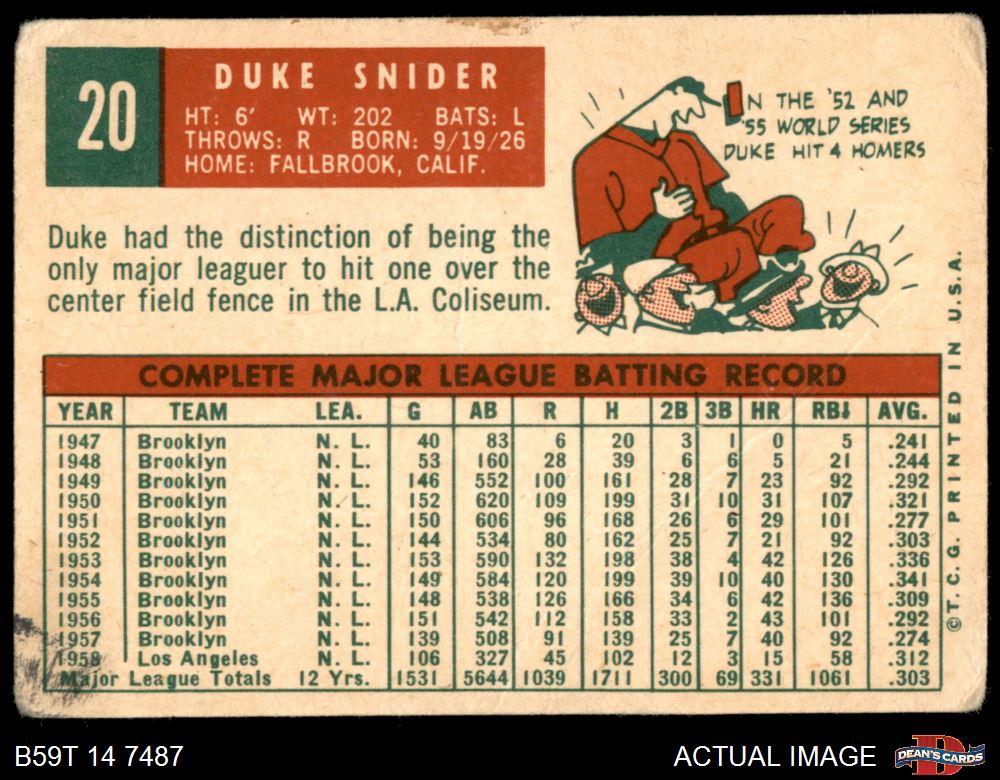 20
DUKE SNIDER
HT: 6' WT: 202 BATS: L
THROWS: R BORN: 9/19/26
HOME: FALLBROOK, CALIF.
IN THE '52 AND
'55 WORLD SERIES
DUKE HIT 4 HOMERS
Duke had the distinction of being the
only major leaguer to hit one over the
center field fence in the L.A. Coliseum.
COMPLETE MAJOR LEAGUE BATTING RECORD
YEAR TEAM LEA. G AB R H 2B 3B HR RBI AVG.
1947 Brooklyn N. L. 40 83 6 20 3 1 0 5 .241
1948 Brooklyn N. L. 53 160 28 39 6 6 5 21 .244
1949 Brooklyn N. L. 146 552 100 161 28 7 23 92 .292
1950 Brooklyn N. L. 152 620 109 199 31 10 31 107 .321
1951 Brooklyn N. L. 150 606 96 168 26 6 29 101 .277
1952 Brooklyn N. L. 144 534 80 162 25 7 21 92 .303
1953 Brooklyn N. L. 153 590 132 198 38 4 42 126 .336
1954 Brooklyn N. L. 149 584 120 199 39 10 40 130 .341
1955 Brooklyn N. L. 148 538 126 166 34 6 42 136 .309
1956 Brooklyn N. L. 151 542 112 158 33 2 43 101 .292
1957 Brooklyn N. L. 139 508 91 139 25 7 40 92 .274
1958 Los Angeles N. L. 106 327 45 102 12 3 15 58 .312
Major League Totals 12 Yrs. 1531 5644 1039 1711 300 69 331 1061 .303
©T.C.G. PRINTED IN U.S.A.
B59T 14 7487
ACTUAL IMAGE
DEAN'S CARDS